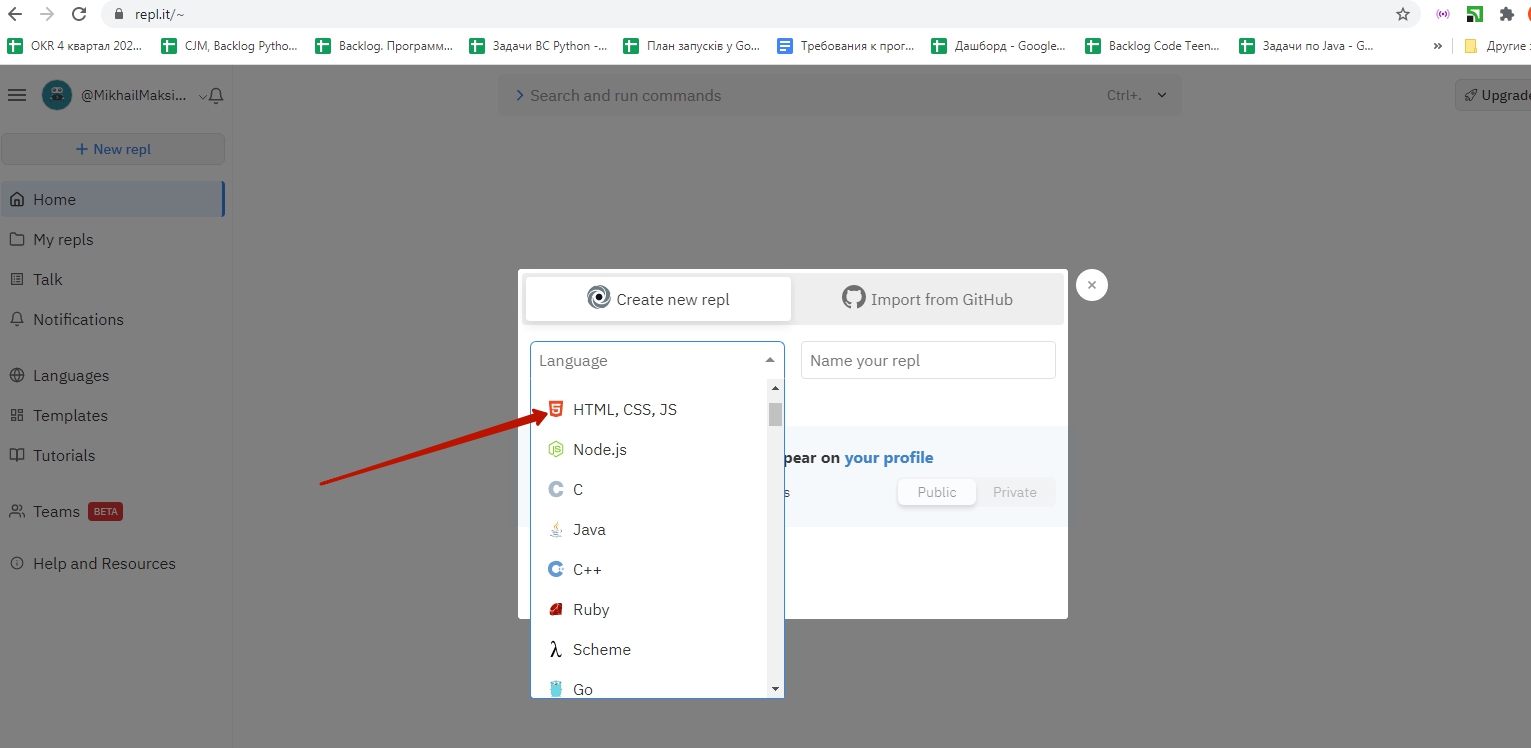 repl.it/~
OKR 4 квартал 202...
CJM, Backlog Pytho...
Backlog. Программ...
Задачи ВС Python -...
План запусків у Go...
Требования к прог...
Дашборд - Google...
Backlog Code Teen...
Задачи по Java - G...
»
Другие
@MikhailMaksi...
Search and run commands
Ctrl+.
Upgrade
+ New repl
Home
My repls
Talk
Notifications
Languages
Templates
Tutorials
Teams BETA
Help and Resources
Create new repl
Import from GitHub
×
Language
Name your repl
HTML, CSS, JS
Node.js
C
Java
C++
Ruby
Scheme
Go
pear on your profile
s
Public
Private